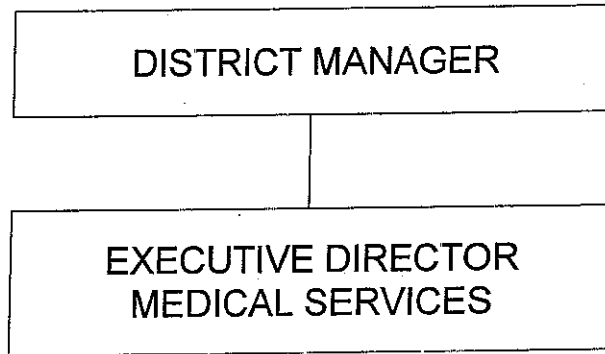 DISTRICT MANAGER
EXECUTIVE DIRECTOR
MEDICAL SERVICES